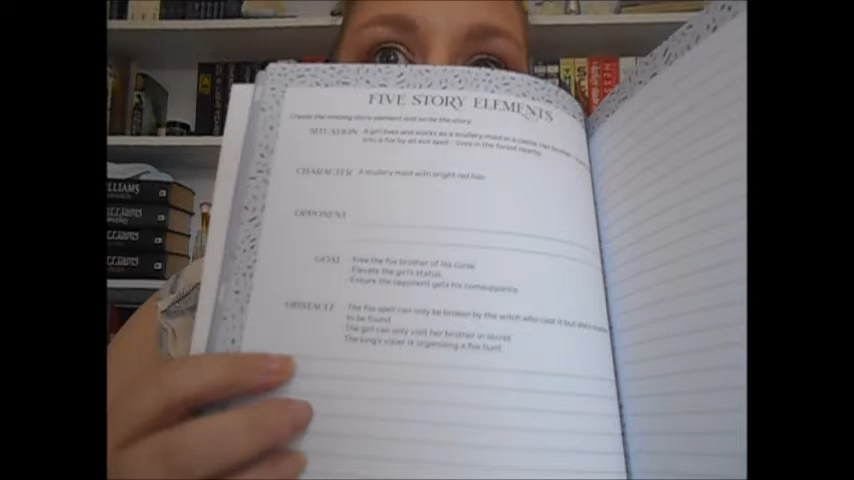 FIVE STORY ELEMENTS
Create the missing story element and write the story.
SITUATION A girl lives and works as a scullery maid in a castle. Her brother -
into a fox by an evil spell - lives in the forest nearby.
CHARACTER A scullery maid with bright red hair.
OPPONENT
GOAL · Free the fox brother of his curse.
· Elevate the girl's status.
· Ensure the opponent gets his comeuppance.
OBSTACLE · The fox spell can only be broken by the witch who cast it but
to be found.
· The girl can only visit her brother in secret.
· The king's vizier is organising a fox hunt.
WILLIAMS